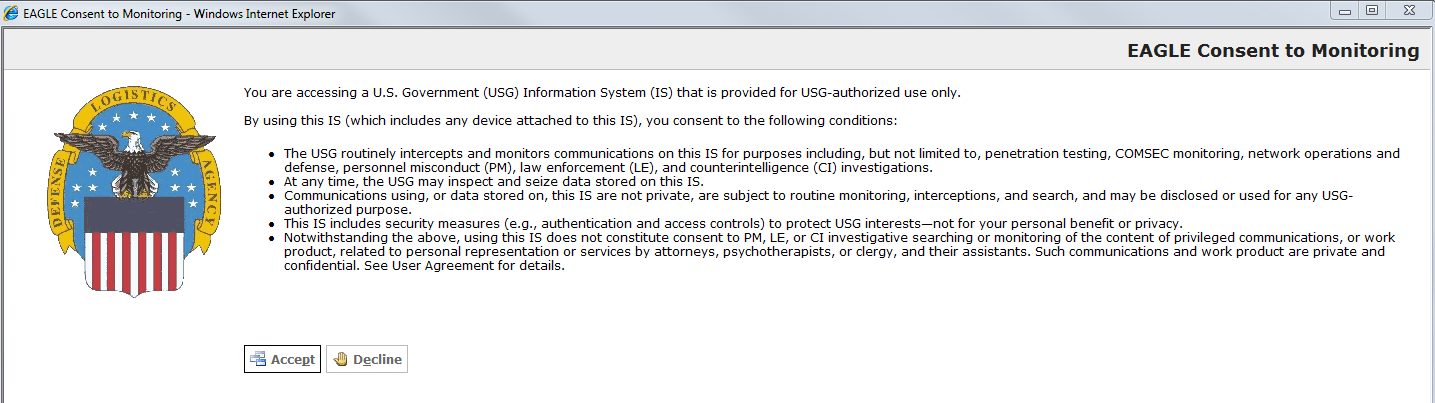 EAGLE Consent to Monitoring - Windows Internet Explorer
EAGLE Consent to Monitoring
DEFENSE LOGISTICS AGENCY
You are accessing a U.S. Government (USG) Information System (IS) that is provided for USG-authorized use only.
By using this IS (which includes any device attached to this IS), you consent to the following conditions:
• The USG routinely intercepts and monitors communications on this IS for purposes including, but not limited to, penetration testing, COMSEC monitoring, network operations and
defense, personnel misconduct (PM), law enforcement (LE), and counterintelligence (CI) investigations.
• At any time, the USG may inspect and seize data stored on this IS.
• Communications using, or data stored on, this IS are not private, are subject to routine monitoring, interceptions, and search, and may be disclosed or used for any USG-
authorized purpose.
• This IS includes security measures (e.g., authentication and access controls) to protect USG interests—not for your personal benefit or privacy.
• Notwithstanding the above, using this IS does not constitute consent to PM, LE, or CI investigative searching or monitoring of the content of privileged communications, or work
product, related to personal representation or services by attorneys, psychotherapists, or clergy, and their assistants. Such communications and work product are private and
confidential. See User Agreement for details.
Accept Decline